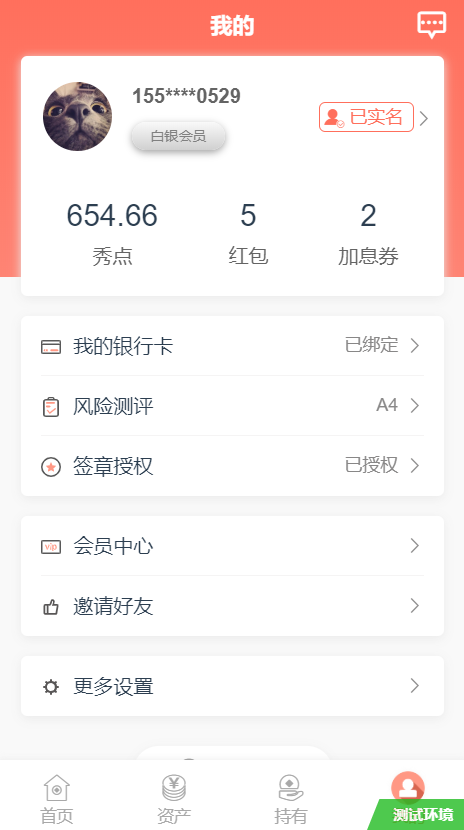 我的
155****0529
白银会员
已实名
654.66 5 2
秀点 红包 加息券
我的银行卡 已绑定
风险测评 A4
签章授权 已授权
vip 会员中心
邀请好友
更多设置
首页 资产 持有
测试环境